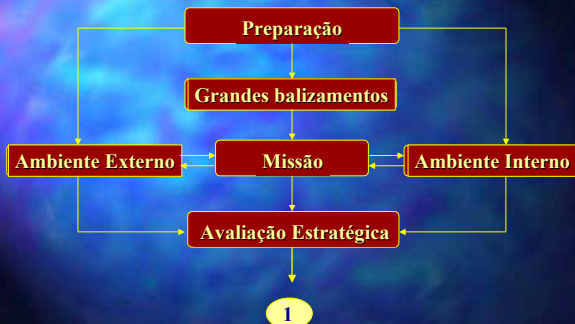 Preparação
Grandes balizamentos
Ambiente Externo
Missão
Ambiente Interno
Avaliação Estratégica
1